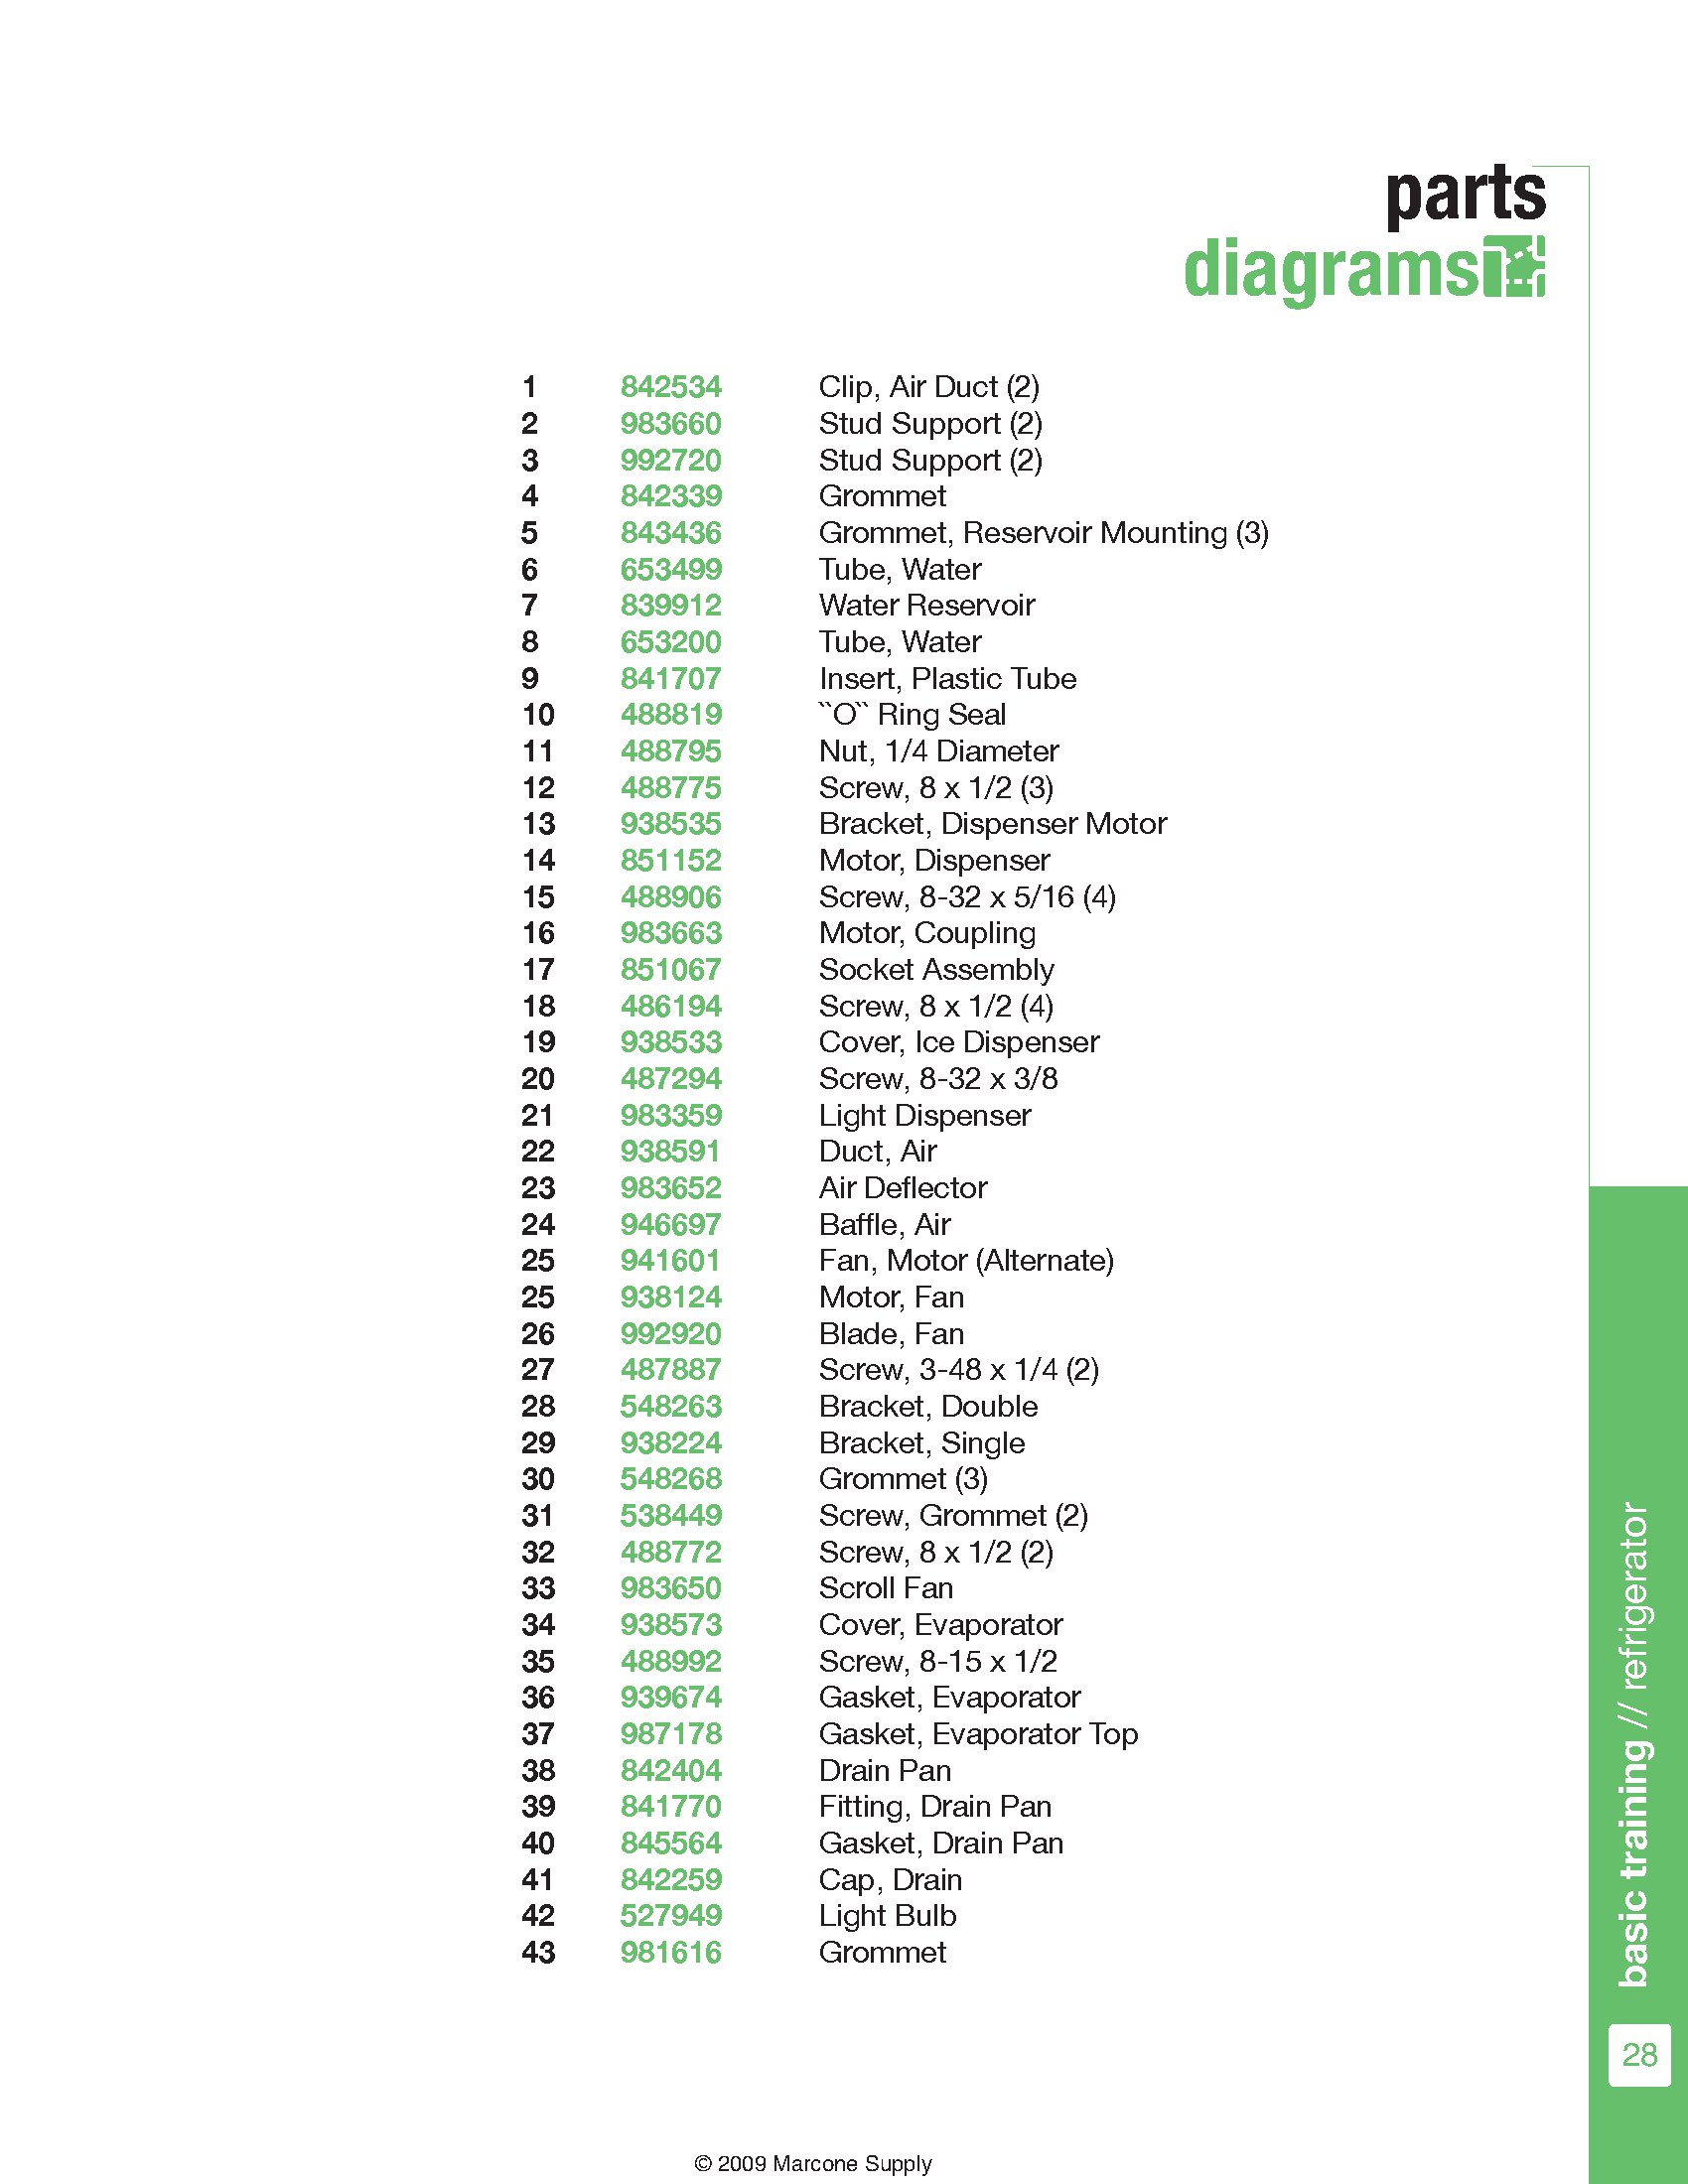 parts
diagrams
1 842534 Clip, Air Duct (2)
2 983660 Stud Support (2)
3 992720 Stud Support (2)
4 842339 Grommet
5 843436 Grommet, Reservoir Mounting (3)
6 653499 Tube, Water
7 839912 Water Reservoir
8 653200 Tube, Water
9 841707 Insert, Plastic Tube
10 488819 ``O`` Ring Seal
11 488795 Nut, 1/4 Diameter
12 488775 Screw, 8 x 1/2 (3)
13 938535 Bracket, Dispenser Motor
14 851152 Motor, Dispenser
15 488906 Screw, 8-32 x 5/16 (4)
16 983663 Motor, Coupling
17 851067 Socket Assembly
18 486194 Screw, 8 x 1/2 (4)
19 938533 Cover, Ice Dispenser
20 487294 Screw, 8-32 x 3/8
21 983359 Light Dispenser
22 938591 Duct, Air
23 983652 Air Deflector
24 946697 Baffle, Air
25 941601 Fan, Motor (Alternate)
25 938124 Motor, Fan
26 992920 Blade, Fan
27 487887 Screw, 3-48 x 1/4 (2)
28 548263 Bracket, Double
29 938224 Bracket, Single
30 548268 Grommet (3)
31 538449 Screw, Grommet (2)
32 488772 Screw, 8 x 1/2 (2)
33 983650 Scroll Fan
34 938573 Cover, Evaporator
35 488992 Screw, 8-15 x 1/2
36 939674 Gasket, Evaporator
37 987178 Gasket, Evaporator Top
38 842404 Drain Pan
39 841770 Fitting, Drain Pan
40 845564 Gasket, Drain Pan
41 842259 Cap, Drain
42 527949 Light Bulb
43 981616 Grommet
basic training // refrigerator
28
© 2009 Marcone Supply